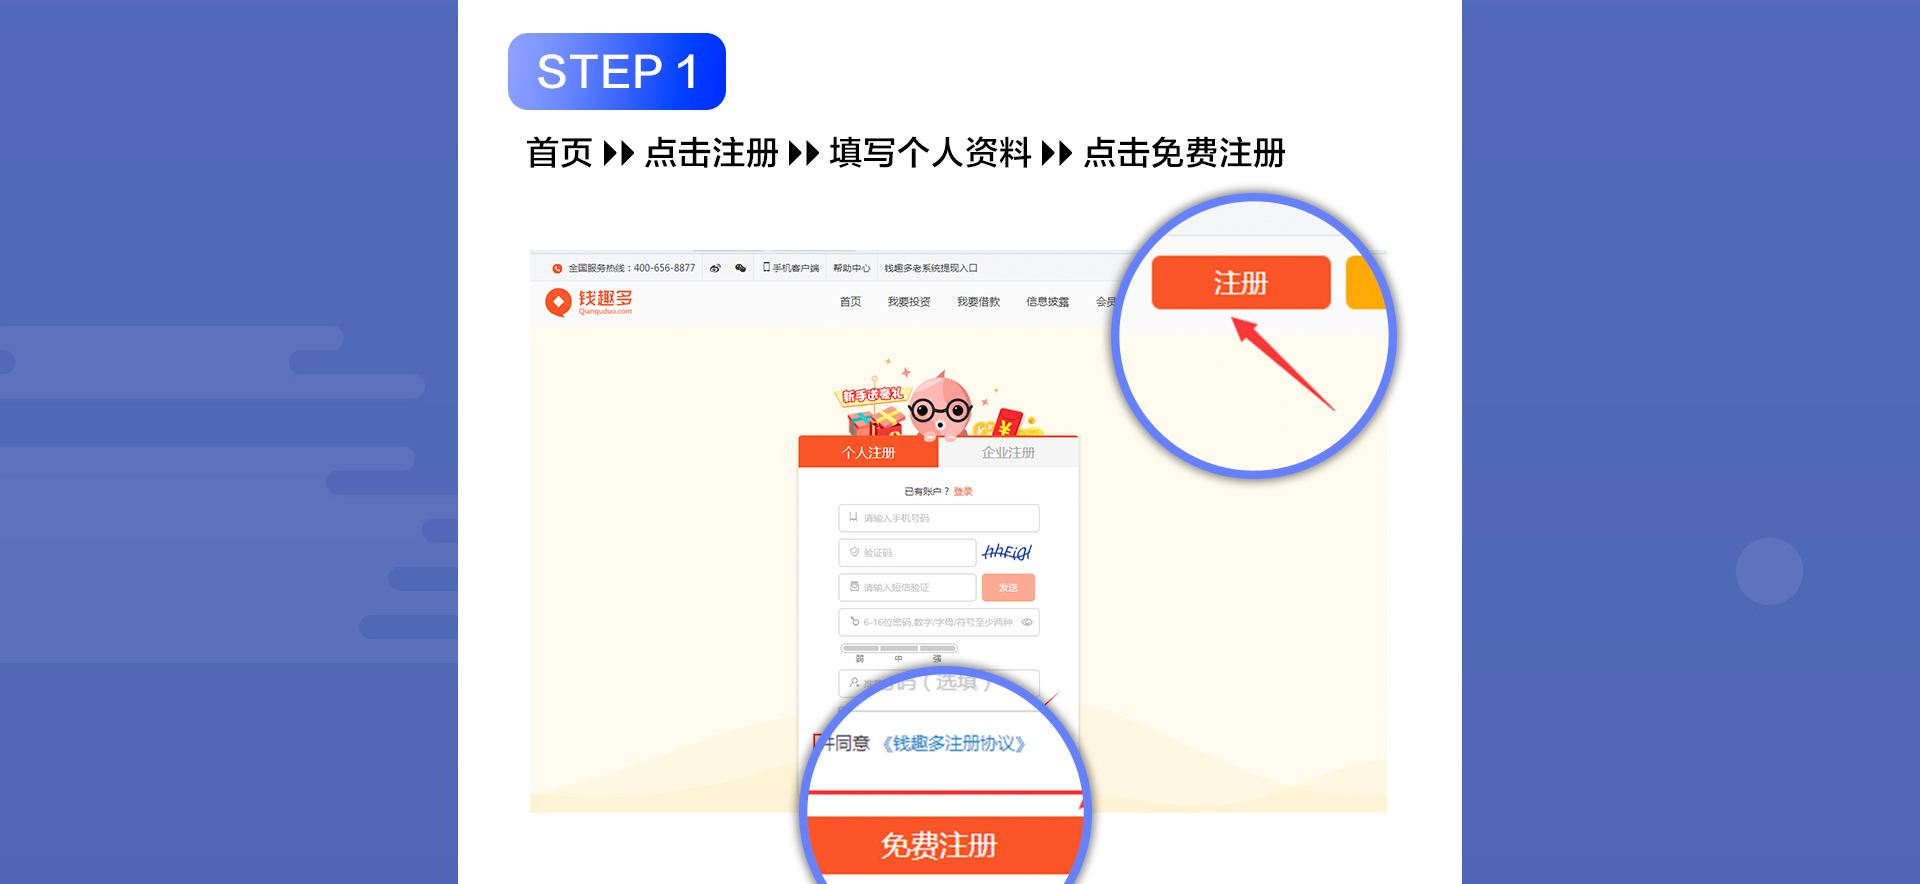 STEP 1
首页 点击注册 填写个人资料 点击免费注册
全国服务热线：400-656-8877 手机客户端 帮助中心 钱趣多老系统提现入口
钱趣多
Qianquduo.com
首页 我要投资 我要借款 信息披露 会员
注册
新手送豪礼
个人注册 企业注册
已有账户？登录
请输入手机号码
验证码
请输入短信验证 发送
6-16位密码,数字/字母/符号至少两种
弱 中 强
码（选填）
并同意 《钱趣多注册协议》
免费注册